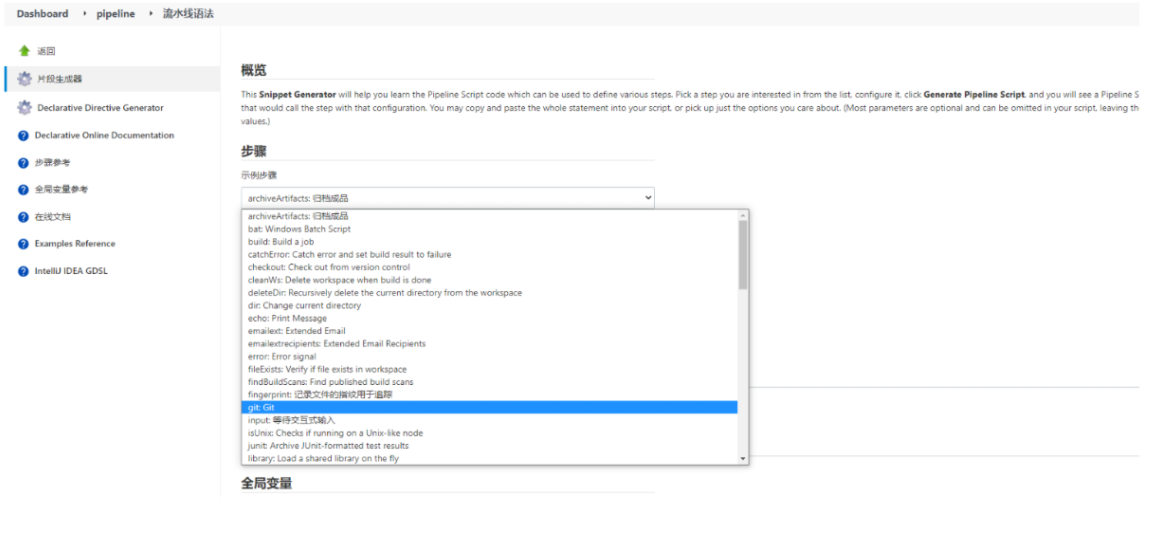 Dashboard › pipeline › 流水线语法
返回
片段生成器
Declarative Directive Generator
Declarative Online Documentation
步骤参考
全局变量参考
在线文档
Examples Reference
IntelliJ IDEA GDSL
概览
This Snippet Generator will help you learn the Pipeline Script code which can be used to define various steps. Pick a step you are interested in from the list, configure it, click Generate Pipeline Script, and you will see a Pipeline S
that would call the step with that configuration. You may copy and paste the whole statement into your script, or pick up just the options you care about. (Most parameters are optional and can be omitted in your script, leaving th
values.)
步骤
示例步骤
archiveArtifacts: 归档成品
archiveArtifacts: 归档成品
bat: Windows Batch Script
build: Build a job
catchError: Catch error and set build result to failure
checkout: Check out from version control
cleanWs: Delete workspace when build is done
deleteDir: Recursively delete the current directory from the workspace
dir: Change current directory
echo: Print Message
emailext: Extended Email
emailextrecipients: Extended Email Recipients
error: Error signal
fileExists: Verify if file exists in workspace
findBuildScans: Find published build scans
fingerprint: 记录文件的指纹用于追踪
git: Git
input: 等待交互式输入
isUnix: Checks if running on a Unix-like node
junit: Archive JUnit-formatted test results
library: Load a shared library on the fly
全局变量